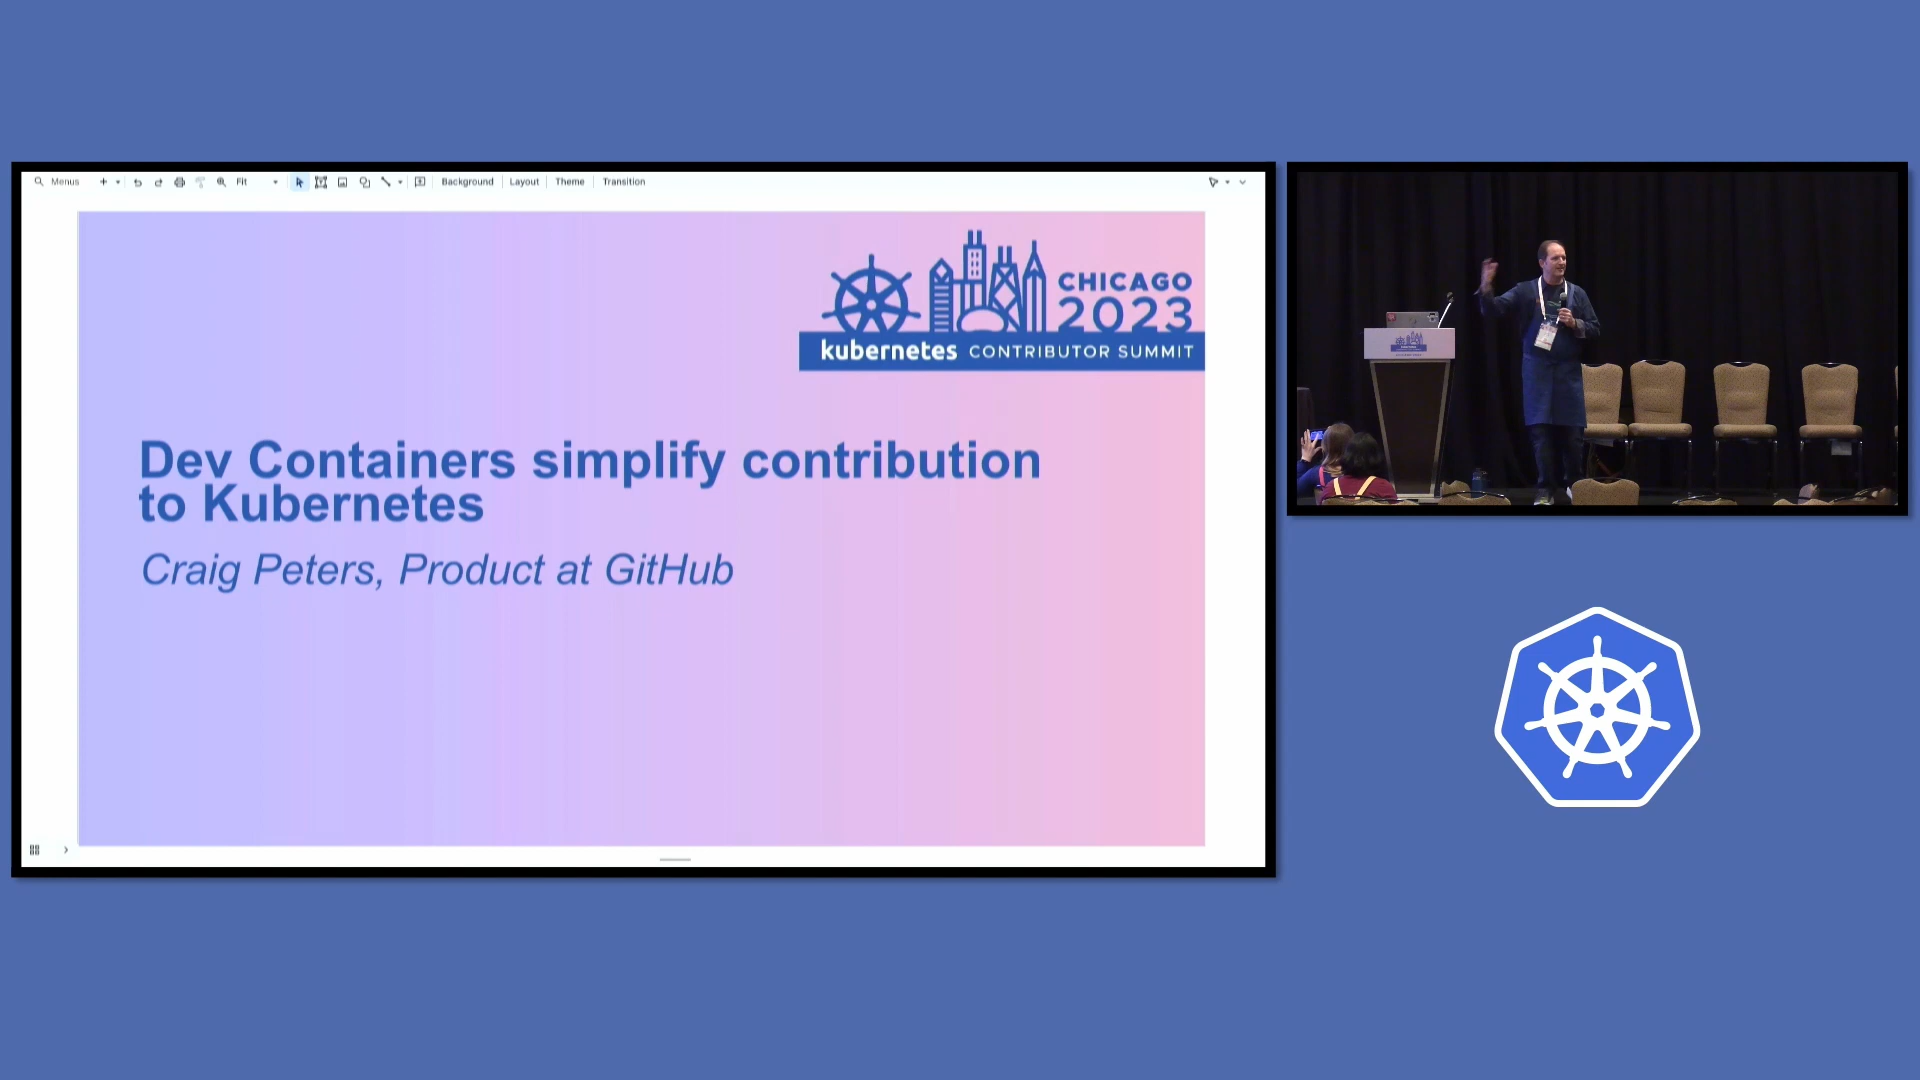 Menus
Fit
Background
Layout
Theme
Transition
CHICAGO
2023
kubernetes CONTRIBUTOR SUMMIT
Dev Containers simplify contribution
to Kubernetes
Craig Peters, Product at GitHub